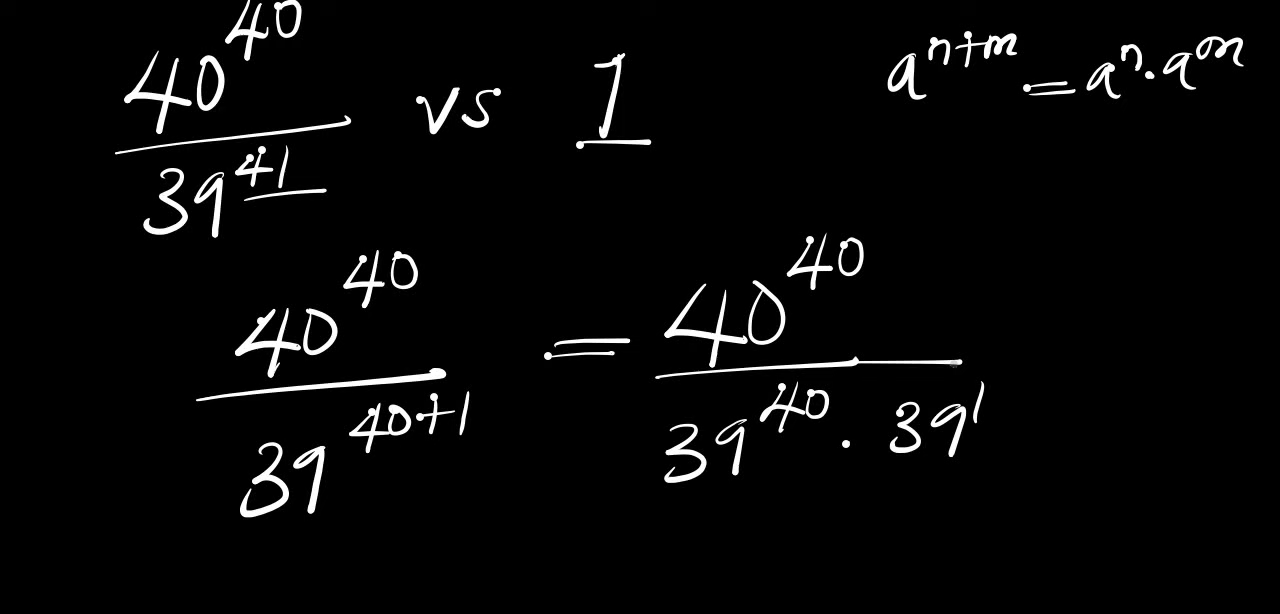 40^40 / 39^41 vs 1
a^n+m = a^n · a^m
40^40 / 39^40+1 = 40^40 / 39^40 · 39^1